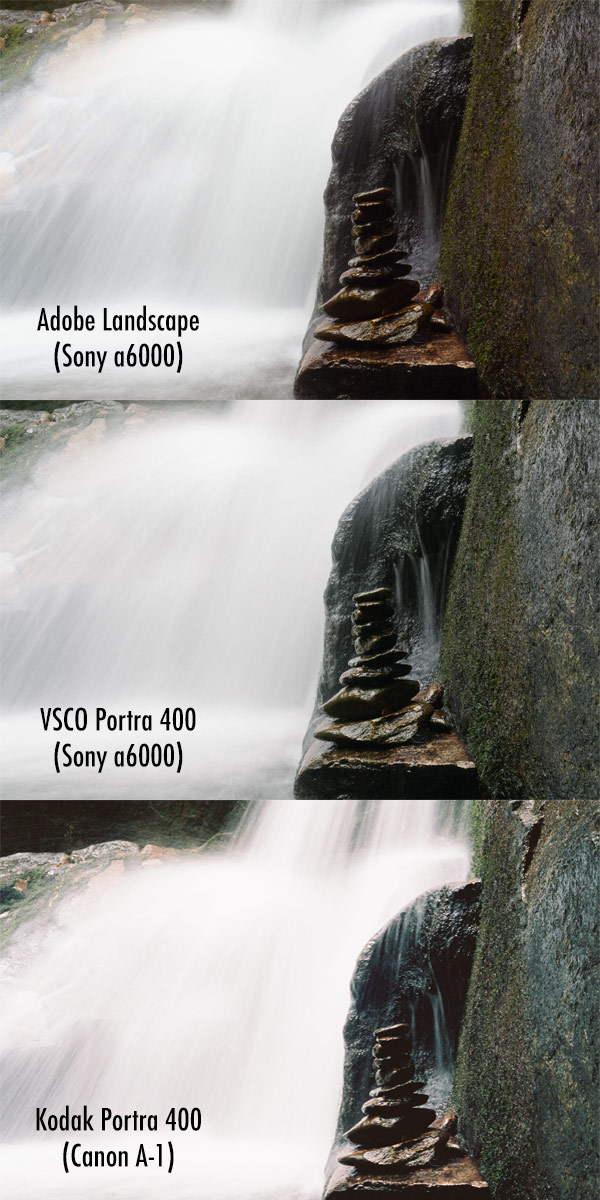 Adobe Landscape
(Sony a6000)
VSCO Portra 400
(Sony a6000)
Kodak Portra 400
(Canon A-1)